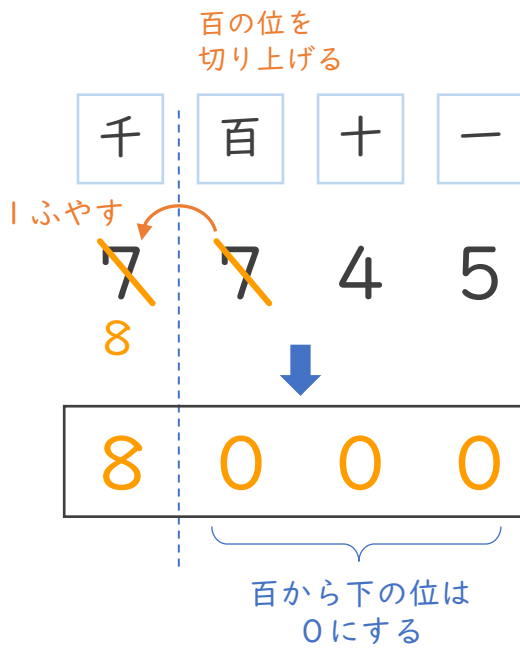 百の位を
切り上げる
千 百 十 一
1ふやす
7 7 4 5
8
8 0 0 0
百から下の位は
0にする